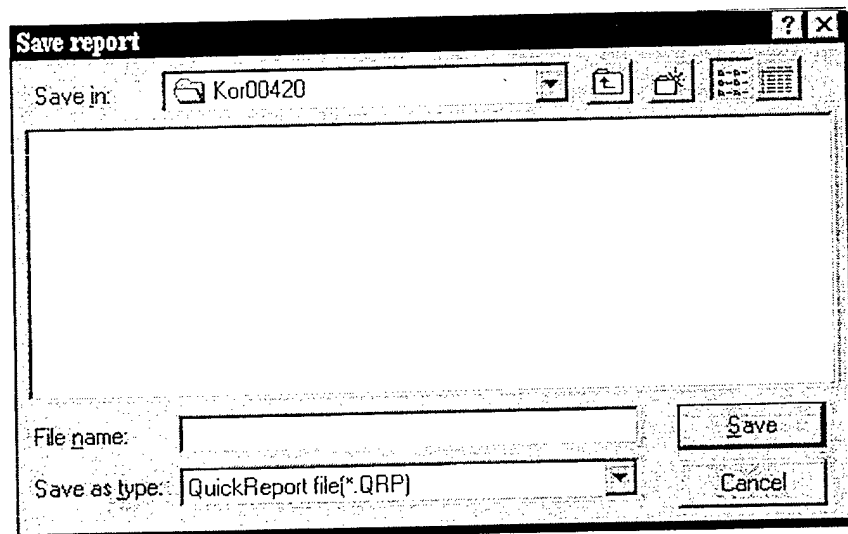 Save report
Save in: Kor00420
File name: Save
Save as type: QuickReport file(*.QRP) Cancel